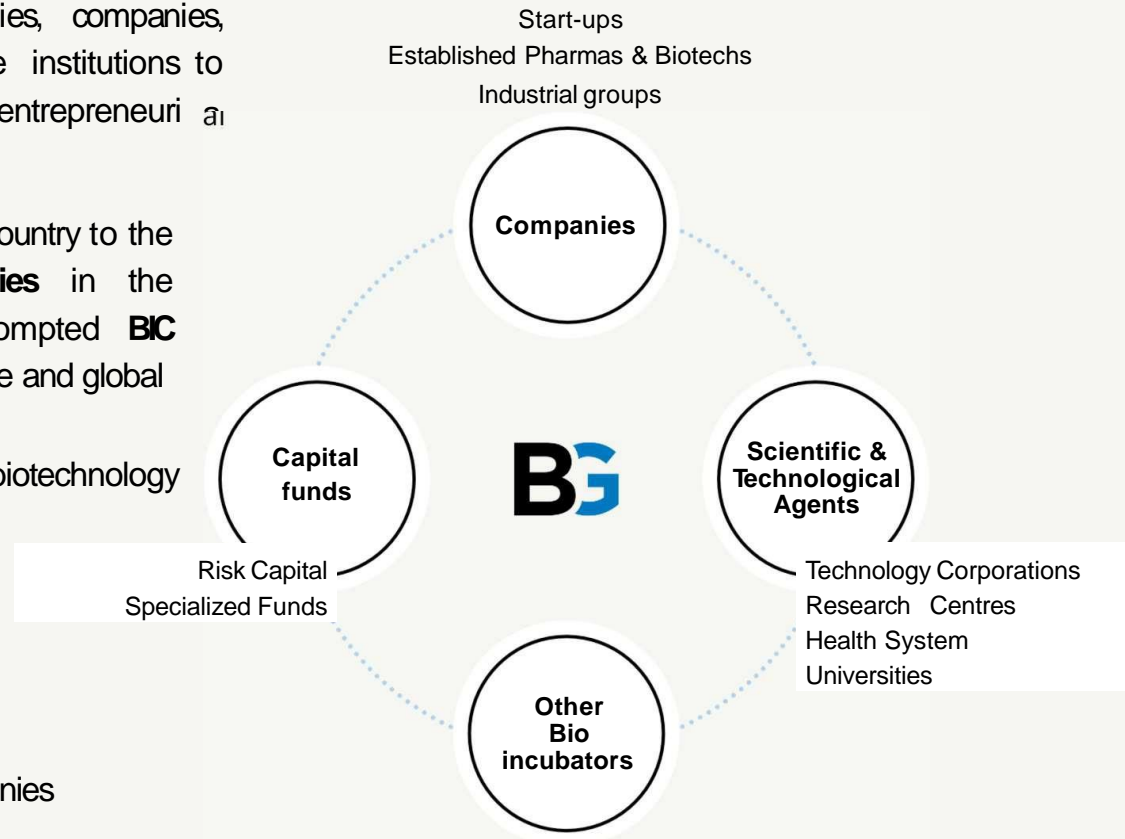 ies, companies,
e institutions to
entrepreneuri
ountry to the
ies in the
ompted BIC
e and global
biotechnology
nies
Start-ups
Established Pharmas & Biotechs
Industrial groups
Companies
Capital
funds
BG
Scientific &
Technological
Agents
Risk Capital
Specialized Funds
Technology Corporations
Research Centres
Health System
Universities
Other
Bio
incubators